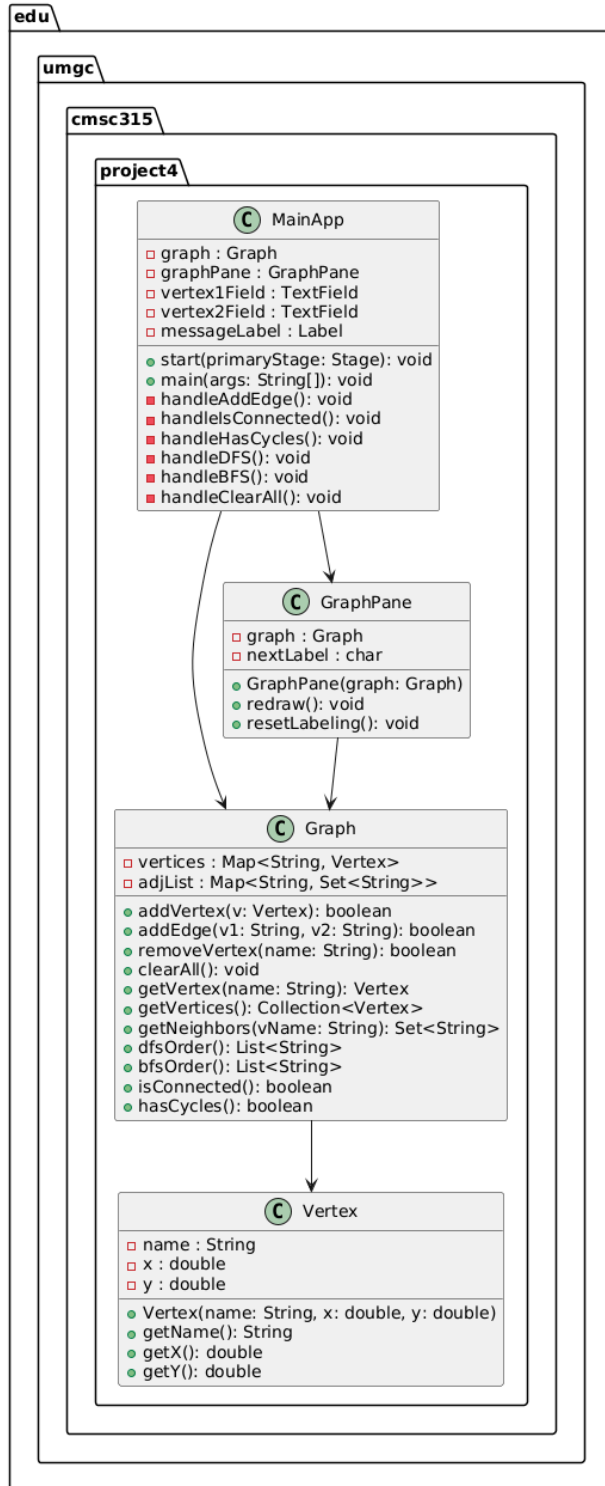 edu
umgc
cmsc315
project4
C MainApp
graph : Graph
graphPane : GraphPane
vertex1Field : TextField
vertex2Field : TextField
messageLabel : Label
start(primaryStage: Stage): void
main(args: String[]): void
handleAddEdge(): void
handleIsConnected(): void
handleHasCycles(): void
handleDFS(): void
handleBFS(): void
handleClearAll(): void
C GraphPane
graph : Graph
nextLabel : char
GraphPane(graph: Graph)
redraw(): void
resetLabeling(): void
C Graph
vertices : Map<String, Vertex>
adjList : Map<String, Set<String>>
addVertex(v: Vertex): boolean
addEdge(v1: String, v2: String): boolean
removeVertex(name: String): boolean
clearAll(): void
getVertex(name: String): Vertex
getVertices(): Collection<Vertex>
getNeighbors(vName: String): Set<String>
dfsOrder(): List<String>
bfsOrder(): List<String>
isConnected(): boolean
hasCycles(): boolean
C Vertex
name : String
x : double
y : double
Vertex(name: String, x: double, y: double)
getName(): String
getX(): double
getY(): double